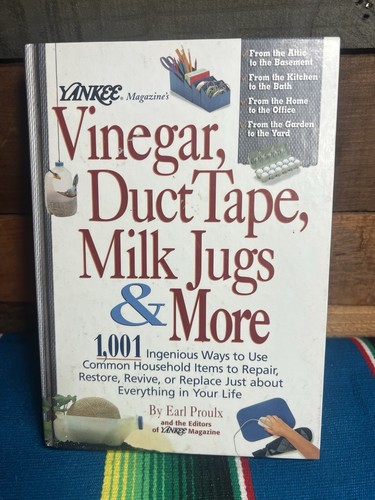 YANKEE® Magazine's
From the Attic
to the Basement
From the Kitchen
to the Bath
From the Home
to the Office
From the Garden
to the Yard
Vinegar,
Duct Tape,
Milk Jugs
& More
1,001 Ingenious Ways to Use
Common Household Items to Repair,
Restore, Revive, or Replace Just about
Everything in Your Life
By Earl Proulx
and the Editors
of YANKEE Magazine